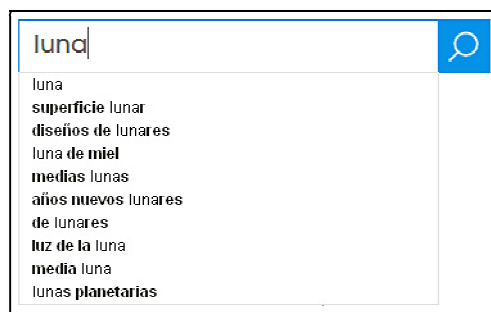 luna
luna
superficie lunar
diseños de lunares
luna de miel
medias lunas
años nuevos lunares
de lunares
luz de la luna
media luna
lunas planetarias